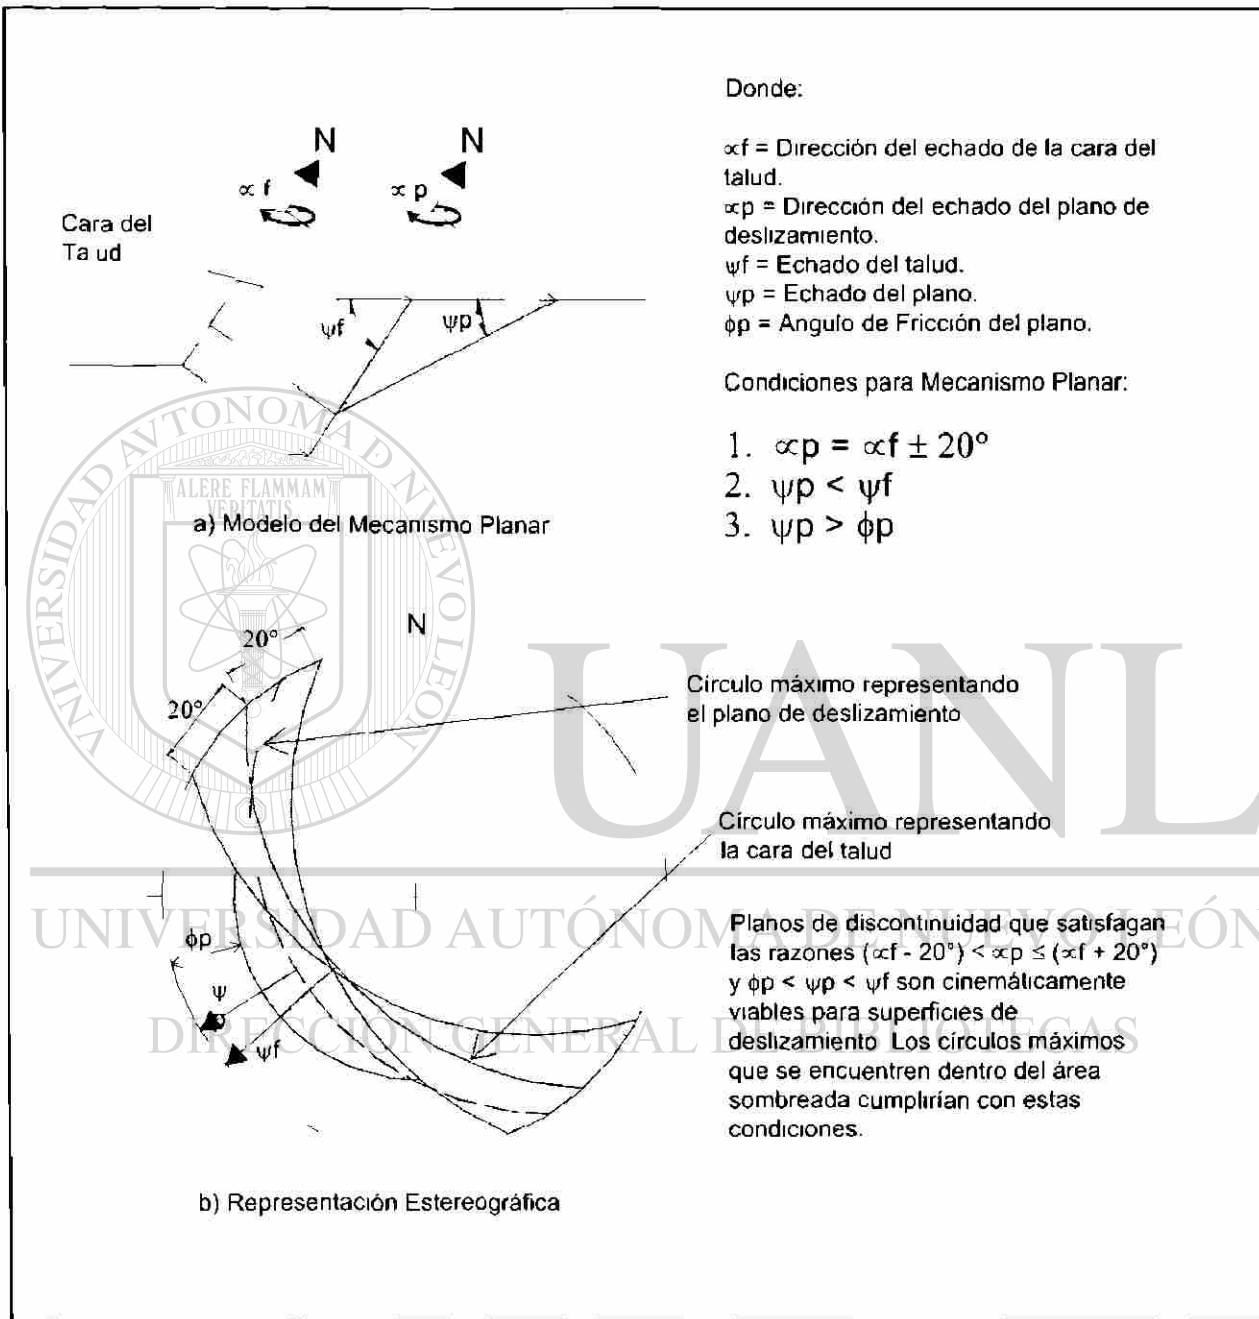 Donde:
∝f = Dirección del echado de la cara del
talud.
∝p = Dirección del echado del plano de
deslizamiento.
ψf = Echado del talud.
ψp = Echado del plano.
ϕp = Angulo de Fricción del plano.
Condiciones para Mecanismo Planar:
1. ∝p = ∝f ± 20°
2. ψp < ψf
3. ψp > ϕp
N
N
∝ f
∝ p
Cara del
Ta ud
ψf
ψp
a) Modelo del Mecanismo Planar
N
20°
20°
Círculo máximo representando
el plano de deslizamiento
Círculo máximo representando
la cara del talud
ϕp
ψ
p
ψf
Planos de discontinuidad que satisfagan
las razones (∝f - 20°) < ∝p ≤ (∝f + 20°)
y ϕp < ψp < ψf son cinemáticamente
viables para superficies de
deslizamiento Los círculos máximos
que se encuentren dentro del área
sombreada cumplirían con estas
condiciones.
b) Representación Estereográfica
UNIVERSIDAD AUTONOMA DE NUEVO LEON
ALERE FLAMMAM
VERITATIS
UANL
UNIVERSIDAD AUTÓNOMA DE NUEVO LEÓN
DIRECCIÓN GENERAL DE BIBLIOTECAS